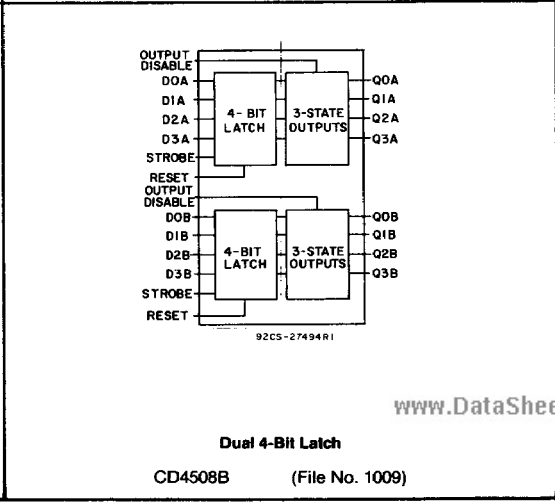 OUTPUT
DISABLE
D0A
D1A
D2A
D3A
STROBE
RESET
4- BIT
LATCH
3-STATE
OUTPUTS
Q0A
Q1A
Q2A
Q3A
OUTPUT
DISABLE
D0B
D1B
D2B
D3B
STROBE
RESET
4-BIT
LATCH
3-STATE
OUTPUTS
Q0B
Q1B
Q2B
Q3B
92CS-27494R1
www.DataShee
Dual 4-Bit Latch
CD4508B (File No. 1009)